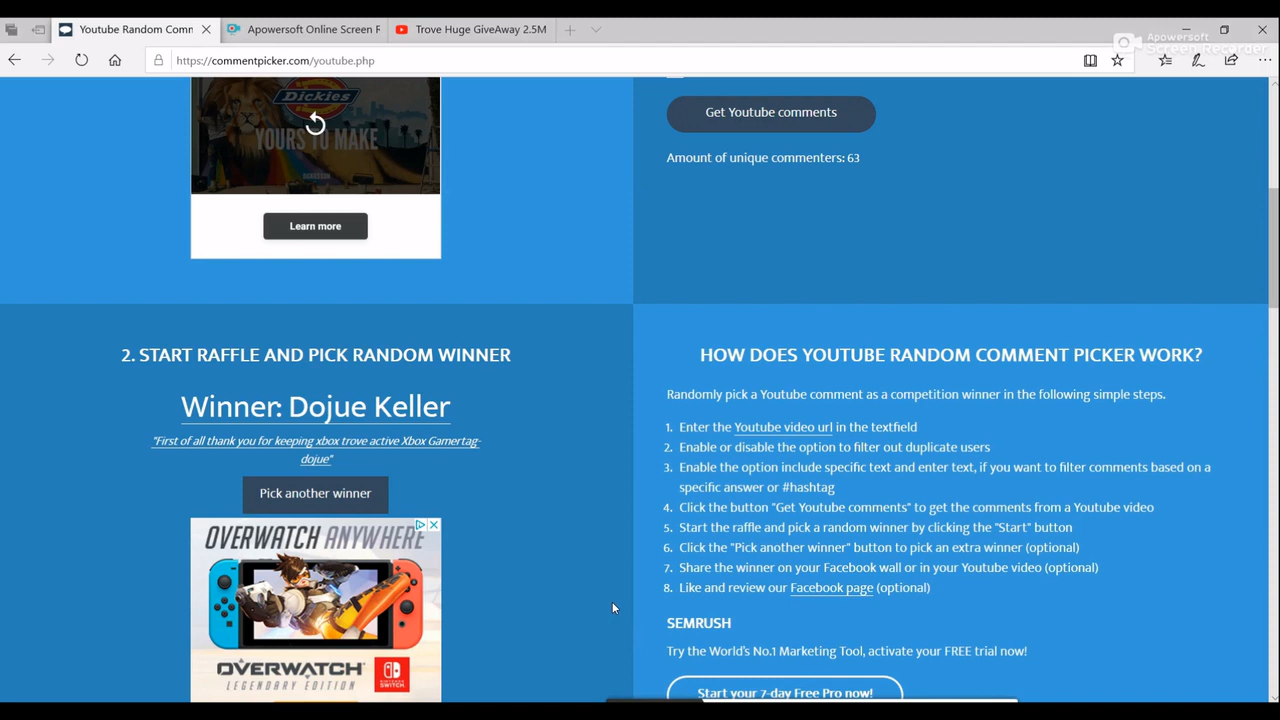 Youtube Random Comm
Apowersoft Online Screen R
Trove Huge GiveAway 2.5M
https://commentpicker.com/youtube.php
Apowersoft
Screen Recorder
Dickies
YOURS TO MAKE
Learn more
Get Youtube comments
Amount of unique commenters: 63
2. START RAFFLE AND PICK RANDOM WINNER
Winner: Dojue Keller
"First of all thank you for keeping xbox trove active Xbox Gamertag-
dojue"
Pick another winner
OVERWATCH ANYWHERE
OVERWATCH
LEGENDARY EDITION
NINTENDO
SWITCH
HOW DOES YOUTUBE RANDOM COMMENT PICKER WORK?
Randomly pick a Youtube comment as a competition winner in the following simple steps.
1. Enter the Youtube video url in the textfield
2. Enable or disable the option to filter out duplicate users
3. Enable the option include specific text and enter text, if you want to filter comments based on a
specific answer or #hashtag
4. Click the button "Get Youtube comments" to get the comments from a Youtube video
5. Start the raffle and pick a random winner by clicking the "Start" button
6. Click the "Pick another winner" button to pick an extra winner (optional)
7. Share the winner on your Facebook wall or in your Youtube video (optional)
8. Like and review our Facebook page (optional)
SEMRUSH
Try the World's No.1 Marketing Tool, activate your FREE trial now!
Start your 7-day Free Pro now!